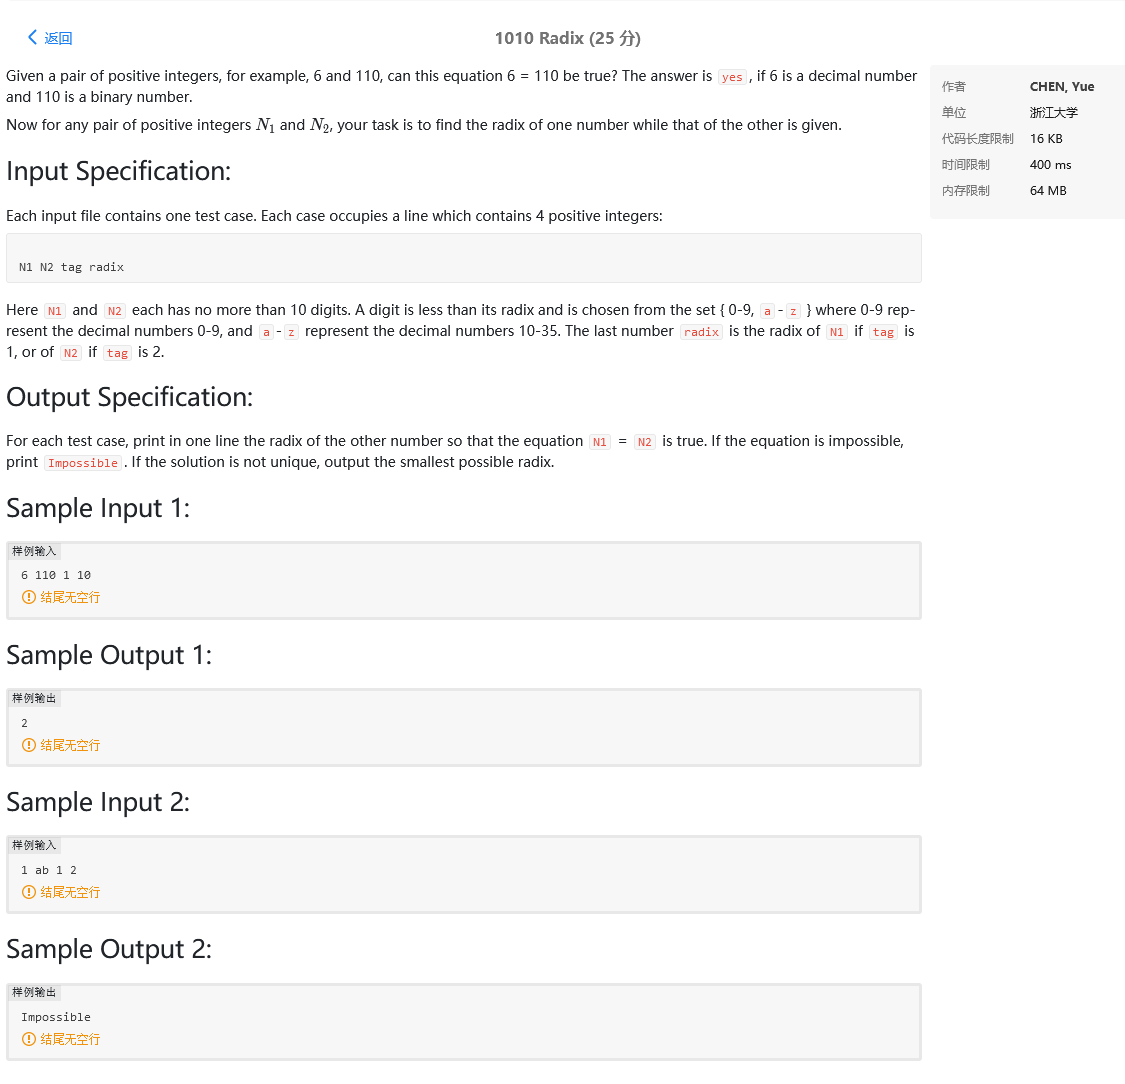 返回
1010 Radix (25 分)
Given a pair of positive integers, for example, 6 and 110, can this equation 6 = 110 be true? The answer is yes, if 6 is a decimal number
and 110 is a binary number.
Now for any pair of positive integers N1 and N2, your task is to find the radix of one number while that of the other is given.
作者 CHEN, Yue
单位 浙江大学
代码长度限制 16 KB
时间限制 400 ms
内存限制 64 MB
Input Specification:
Each input file contains one test case. Each case occupies a line which contains 4 positive integers:
N1 N2 tag radix
Here N1 and N2 each has no more than 10 digits. A digit is less than its radix and is chosen from the set { 0-9, a-z } where 0-9 rep-
resent the decimal numbers 0-9, and a-z represent the decimal numbers 10-35. The last number radix is the radix of N1 if tag is
1, or of N2 if tag is 2.
Output Specification:
For each test case, print in one line the radix of the other number so that the equation N1 = N2 is true. If the equation is impossible,
print Impossible. If the solution is not unique, output the smallest possible radix.
Sample Input 1:
样例输入
6 110 1 10
结尾无空行
Sample Output 1:
样例输出
2
结尾无空行
Sample Input 2:
样例输入
1 ab 1 2
结尾无空行
Sample Output 2:
样例输出
Impossible
结尾无空行